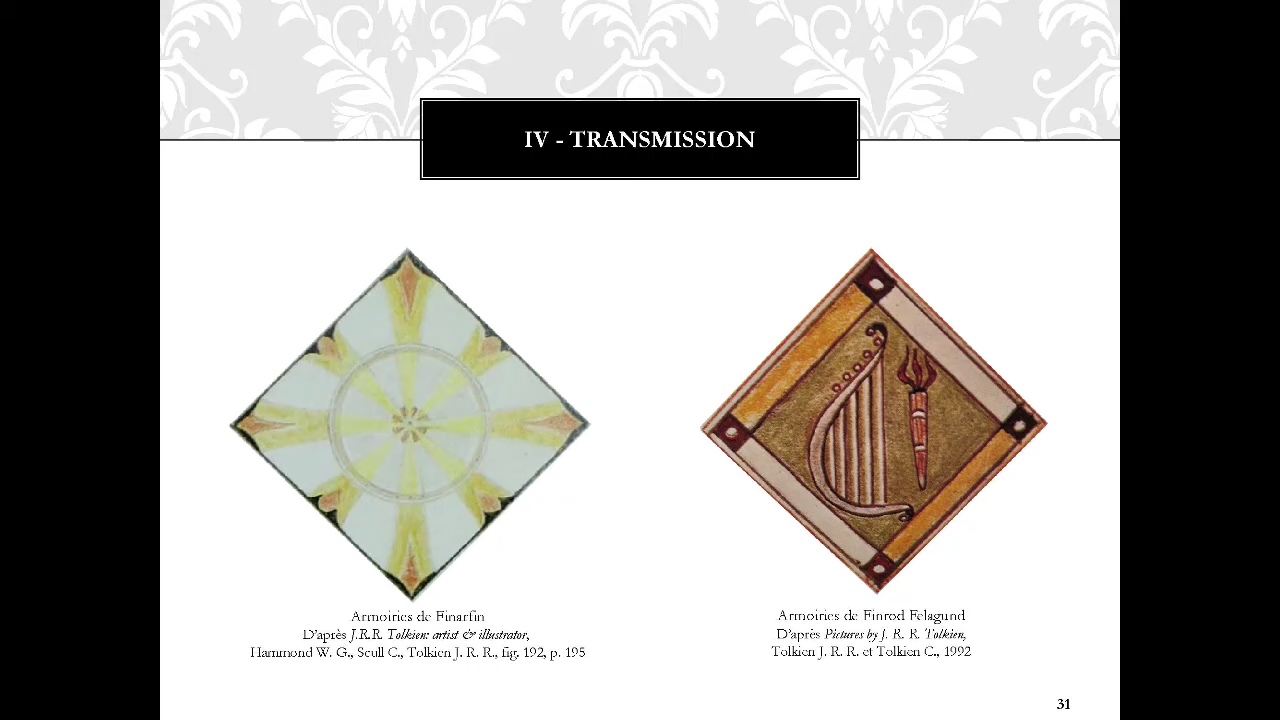 IV - TRANSMISSION
Armoiries de Finarfin
D'après J.R.R. Tolkien: artist & illustrator,
Hammond W. G., Scull C., Tolkien J. R. R., fig. 192, p. 195
Armoiries de Finrod Felagund
D'après Pictures by J. R. R. Tolkien,
Tolkien J. R. R. et Tolkien C., 1992
31